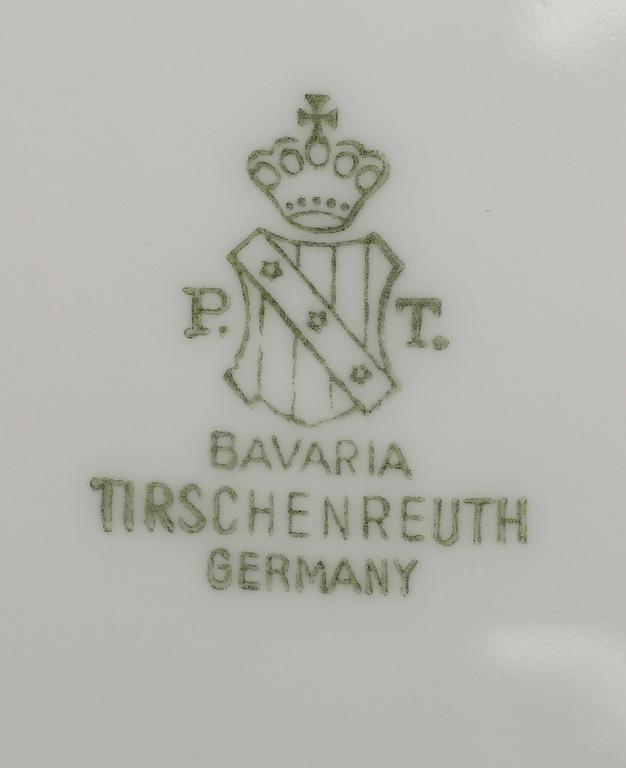 P. T.
BAVARIA
TIRSCHENREUTH
GERMANY